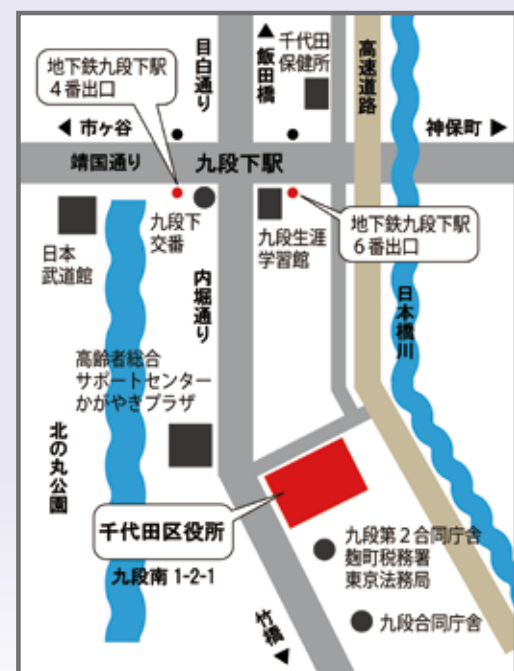 目白通り
▲飯田橋
千代田
保健所
高速道路
地下鉄九段下駅
4番出口
◀ 市ヶ谷
神保町 ▶
靖国通り
九段下駅
日本
武道館
九段下
交番
九段生涯
学習館
地下鉄九段下駅
6番出口
内堀通り
日本橋川
高齢者総合
サポートセンター
かがやきプラザ
北の丸公園
千代田区役所
九段南 1-2-1
九段第2合同庁舎
麹町税務署
東京法務局
九段合同庁舎
竹橋▼